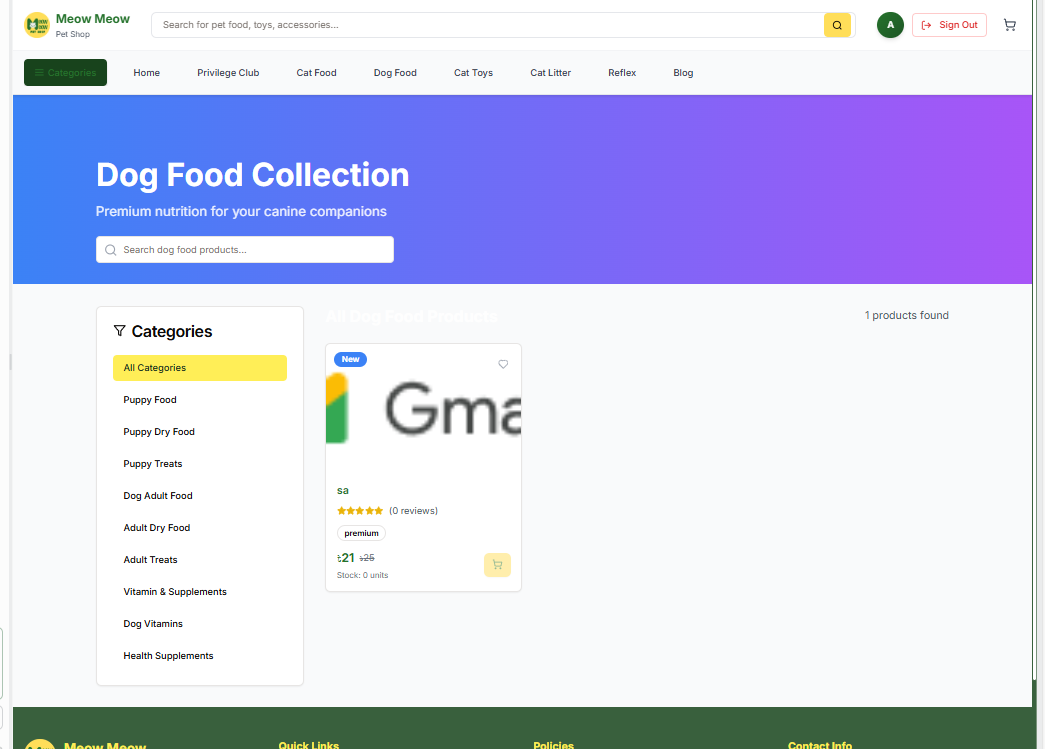 Meow Meow
Pet Shop
Search for pet food, toys, accessories...
A
Sign Out
Categories
Home
Privilege Club
Cat Food
Dog Food
Cat Toys
Cat Litter
Reflex
Blog
Dog Food Collection
Premium nutrition for your canine companions
Search dog food products...
Categories
All Categories
Puppy Food
Puppy Dry Food
Puppy Treats
Dog Adult Food
Adult Dry Food
Adult Treats
Vitamin & Supplements
Dog Vitamins
Health Supplements
All Dog Food Products
1 products found
New
Gma
sa
(0 reviews)
premium
৳21 ৳25
Stock: 0 units
Meow Meow
Quick Links
Policies
Contact Info